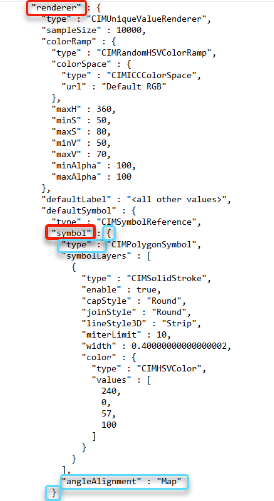 "renderer" : {
"type" : "CIMUniqueValueRenderer",
"sampleSize" : 10000,
"colorRamp" : {
"type" : "CIMRandomHSVColorRamp",
"colorSpace" : {
"type" : "CIMICCColorSpace",
"url" : "Default RGB"
},
"maxH" : 360,
"minS" : 50,
"maxS" : 80,
"minV" : 50,
"maxV" : 70,
"minAlpha" : 100,
"maxAlpha" : 100
},
"defaultLabel" : "<all other values>",
"defaultSymbol" : {
"type" : "CIMSymbolReference",
"symbol" : {
"type" : "CIMPolygonSymbol",
"symbolLayers" : [
{
"type" : "CIMSolidStroke",
"enable" : true,
"capStyle" : "Round",
"joinStyle" : "Round",
"lineStyle3D" : "Strip",
"miterLimit" : 10,
"width" : 0.40000000000000002,
"color" : {
"type" : "CIMHSVColor",
"values" : [
240,
0,
57,
100
]
}
}
],
"angleAlignment" : "Map"
}